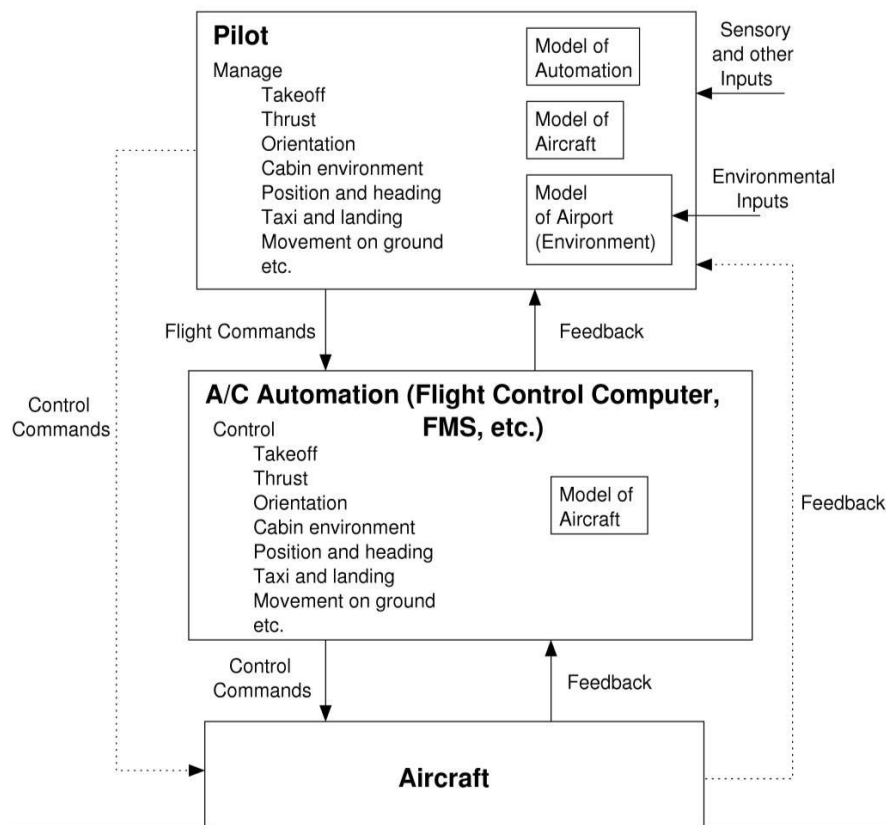 Pilot
Manage
Takeoff
Thrust
Orientation
Cabin environment
Position and heading
Taxi and landing
Movement on ground
etc.
Model of
Automation
Model of
Aircraft
Model
of Airport
(Environment)
Sensory
and other
Inputs
Environmental
Inputs
Flight Commands
Feedback
Control
Commands
A/C Automation (Flight Control Computer,
FMS, etc.)
Control
Takeoff
Thrust
Orientation
Cabin environment
Position and heading
Taxi and landing
Movement on ground
etc.
Model of
Aircraft
Feedback
Control
Commands
Feedback
Aircraft